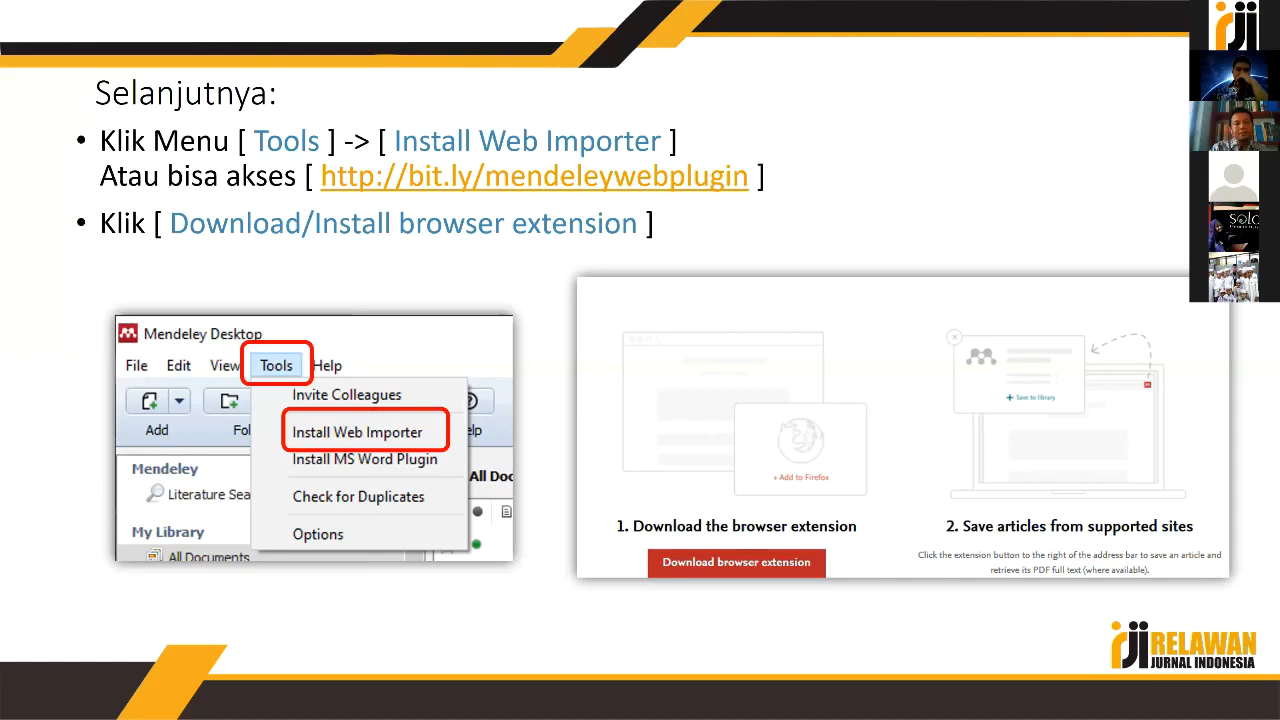 Selanjutnya:
• Klik Menu [ Tools ] -> [ Install Web Importer ]
Atau bisa akses [ http://bit.ly/mendeleywebplugin ]
• Klik [ Download/Install browser extension ]
Mendeley Desktop
File Edit View Tools Help
Invite Colleagues
Install Web Importer
Install MS Word Plugin
Check for Duplicates
Options
Add
Mendeley
Literature Sea
My Library
All Documents
All Doc
+ Add to Firefox
1. Download the browser extension
Download browser extension
+ Save to library
2. Save articles from supported sites
Click the extension button to the right of the address bar to save an article and
retrieve its PDF full text (where available).
rji
SOLO
rji RELAWAN
JURNAL INDONESIA